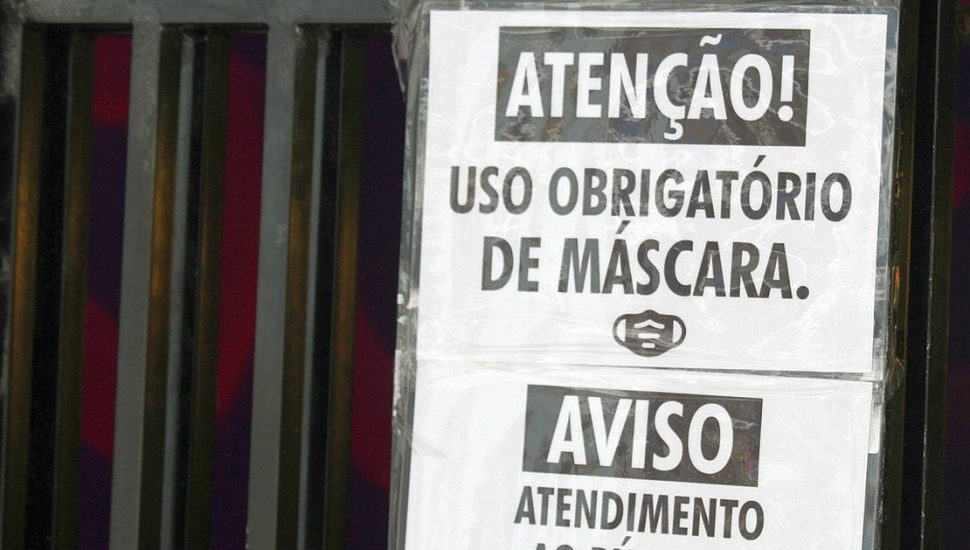 ATENÇÃO!
USO OBRIGATÓRIO
DE MÁSCARA.
AVISO
ATENDIMENTO